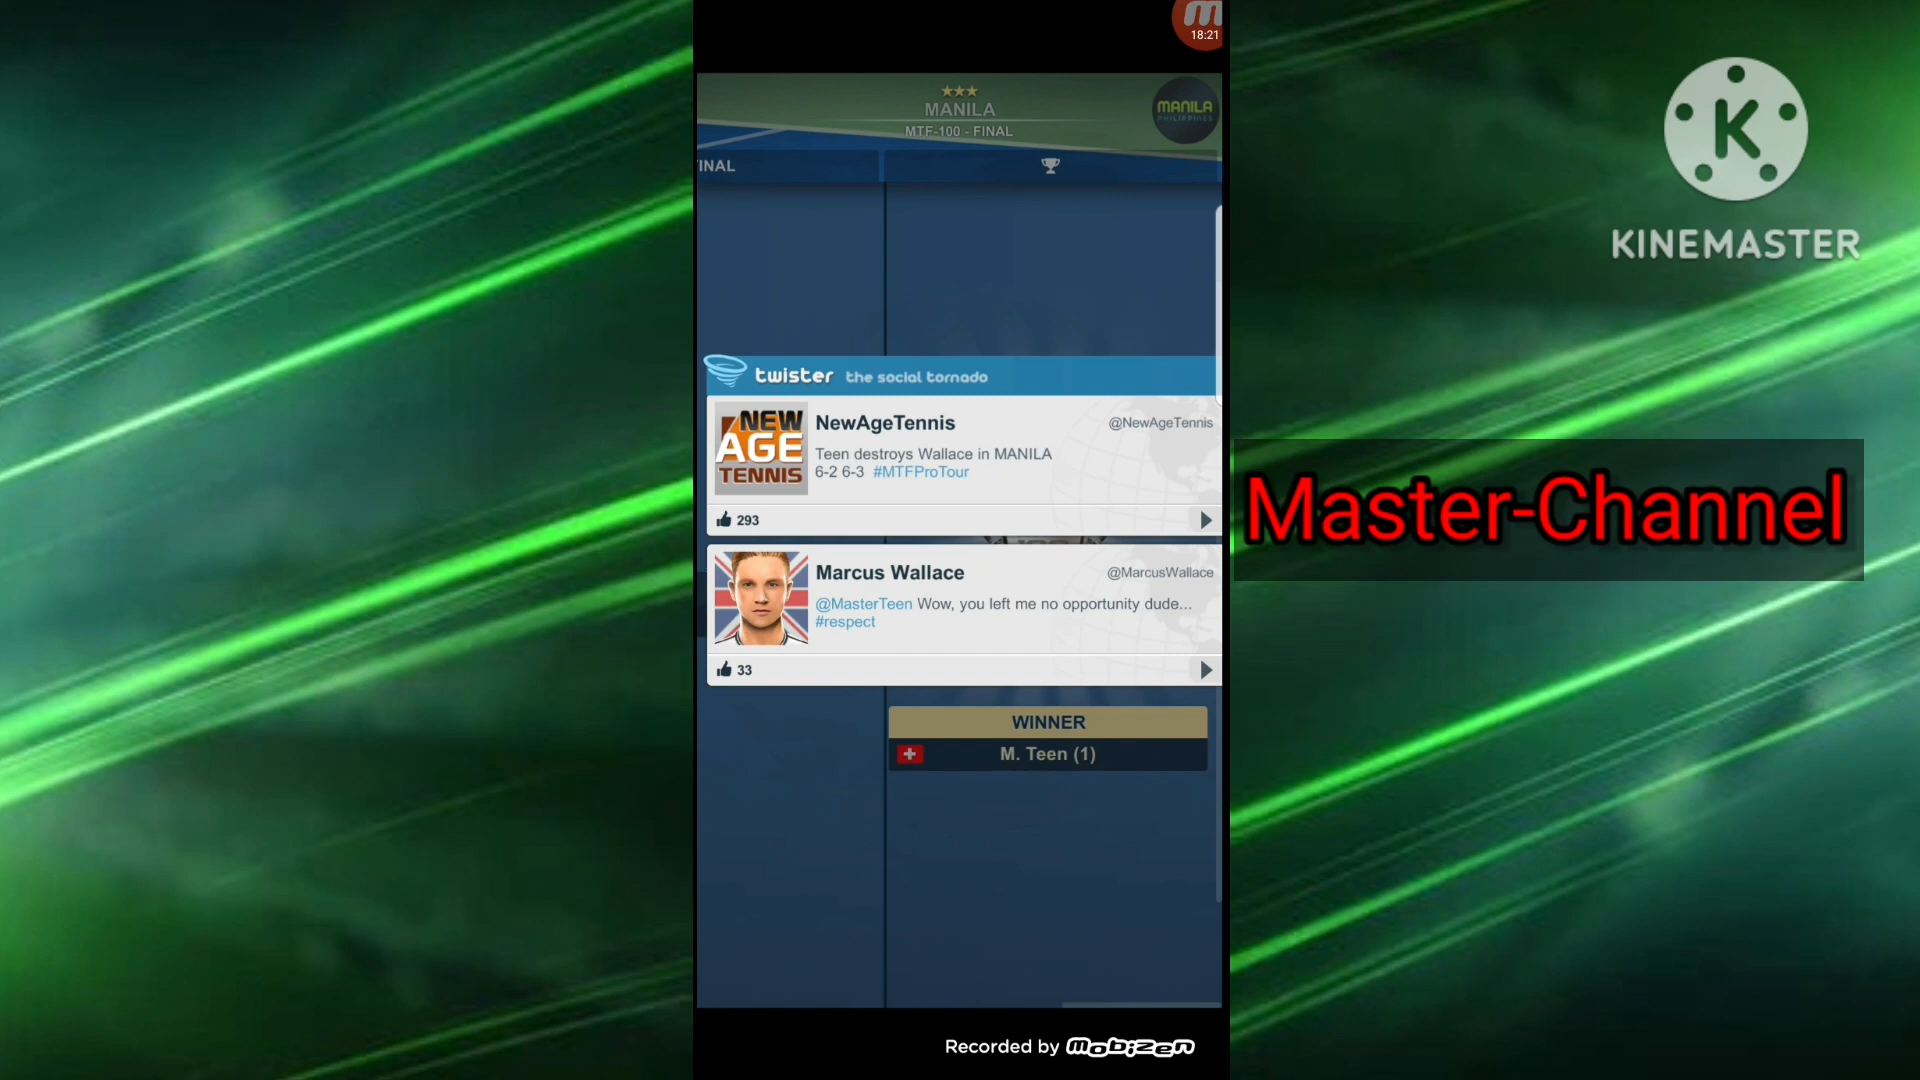 18:21
MANILA
MTF-100 - FINAL
MANILA
PHILIPPINES
INAL
twister the social tornado
NEW
AGE
TENNIS
NewAgeTennis @NewAgeTennis
Teen destroys Wallace in MANILA
6-2 6-3 #MTFProTour
293
Marcus Wallace @MarcusWallace
@MasterTeen Wow, you left me no opportunity dude...
#respect
33
WINNER
M. Teen (1)
Recorded by mobizen
K
KINEMASTER
Master-Channel